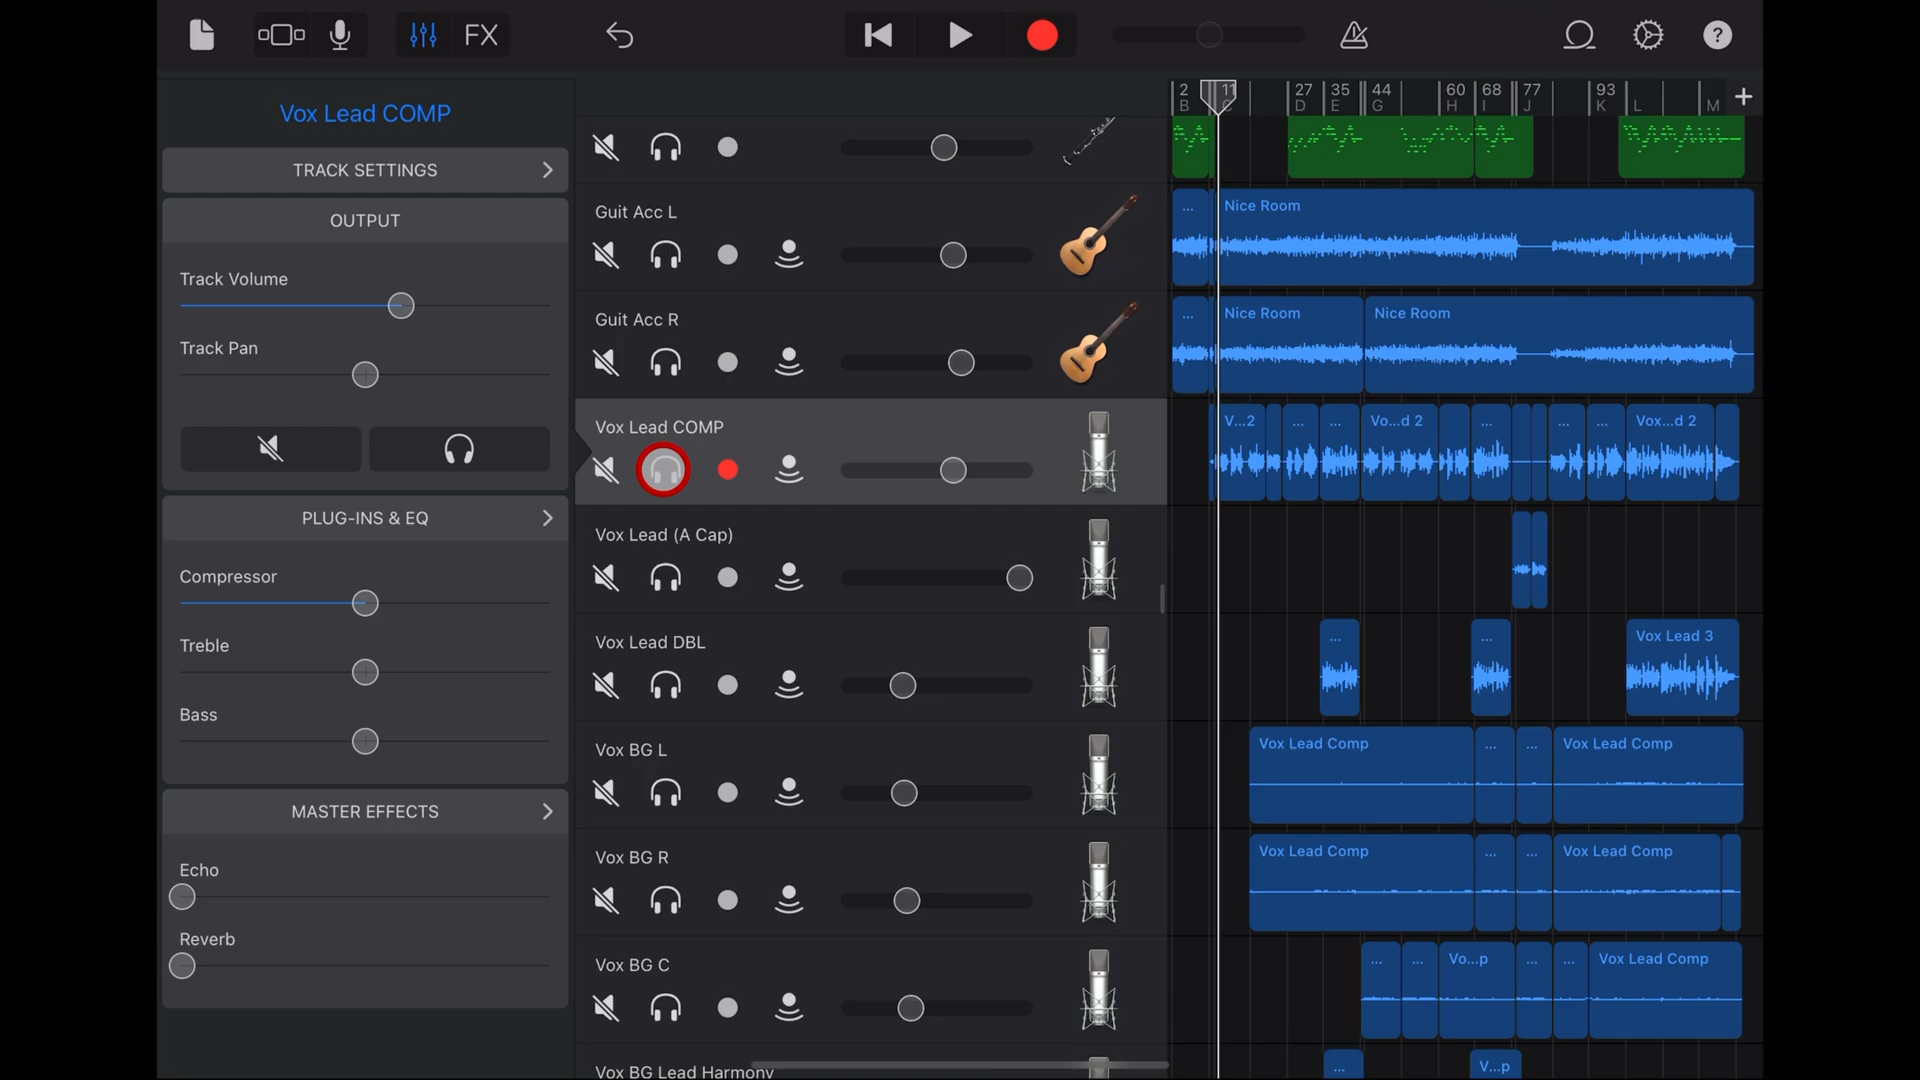 FX
?
Vox Lead COMP
TRACK SETTINGS
OUTPUT
Track Volume
Track Pan
PLUG-INS & EQ
Compressor
Treble
Bass
MASTER EFFECTS
Echo
Reverb
Guit Acc L
Guit Acc R
Vox Lead COMP
Vox Lead (A Cap)
Vox Lead DBL
Vox BG L
Vox BG R
Vox BG C
Vox BG Lead Harmony
2 11 27 35 44 60 68 77 93 +
B C D E G H I J K L M
... Nice Room
... Nice Room Nice Room
V...2 ... ... Vo...d 2 ... ... ... Vox...d 2
... ... Vox Lead 3
Vox Lead Comp ... ... Vox Lead Comp
Vox Lead Comp ... ... Vox Lead Comp
... ... Vo...p ... ... Vox Lead Comp
... V...p